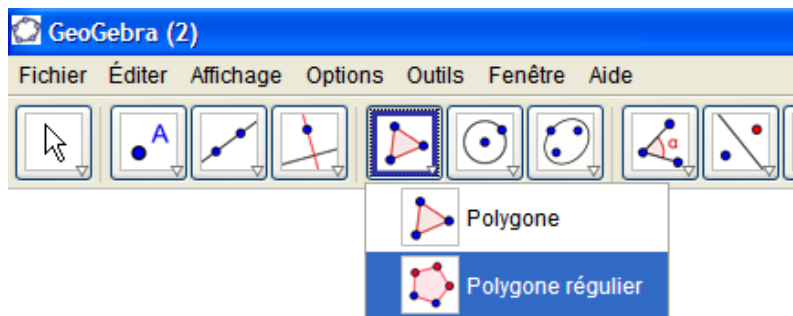 GeoGebra (2)
Fichier Éditer Affichage Options Outils Fenêtre Aide
A
α
Polygone
Polygone régulier